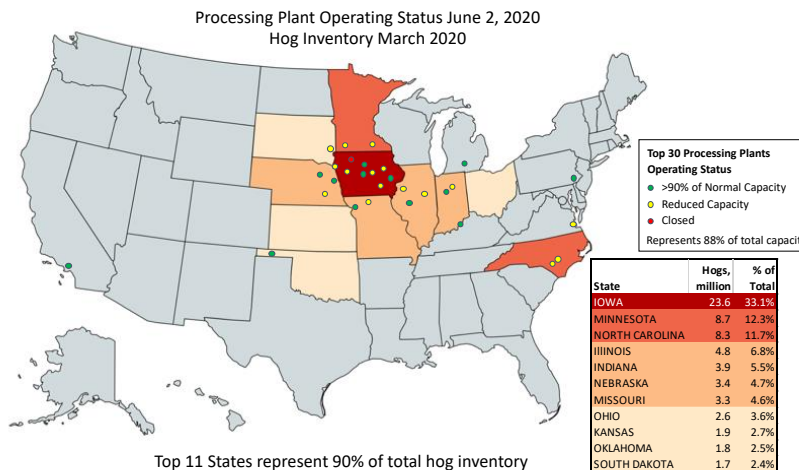 Processing Plant Operating Status June 2, 2020
Hog Inventory March 2020
Top 30 Processing Plants
Operating Status
>90% of Normal Capacity
Reduced Capacity
Closed
Represents 88% of total capacit
Hogs, % of
State million Total
IOWA 23.6 33.1%
MINNESOTA 8.7 12.3%
NORTH CAROLINA 8.3 11.7%
IllINOIS 4.8 6.8%
INDIANA 3.9 5.5%
NEBRASKA 3.4 4.7%
MISSOURI 3.3 4.6%
OHIO 2.6 3.6%
KANSAS 1.9 2.7%
OKLAHOMA 1.8 2.5%
SOUTH DAKOTA 1.7 2.4%
Top 11 States represent 90% of total hog inventory